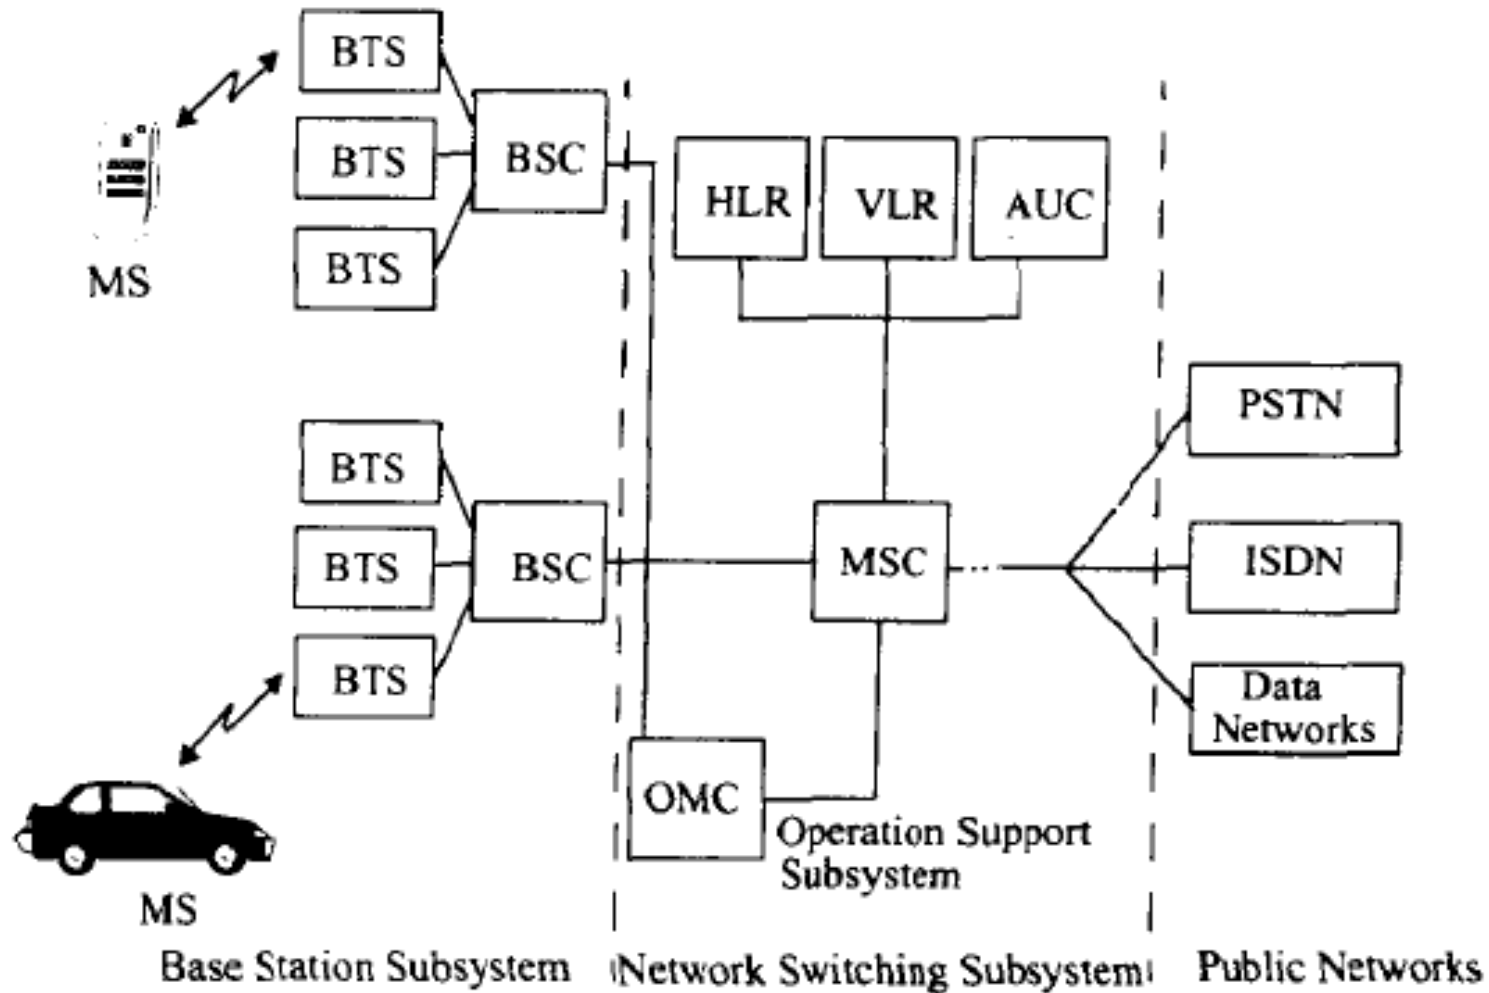 BTS
BTS
BSC
BTS
MS
HLR
VLR
AUC
PSTN
BTS
BTS
BSC
MSC
ISDN
BTS
Data
Networks
OMC
Operation Support
Subsystem
MS
Base Station Subsystem
Network Switching Subsystem
Public Networks